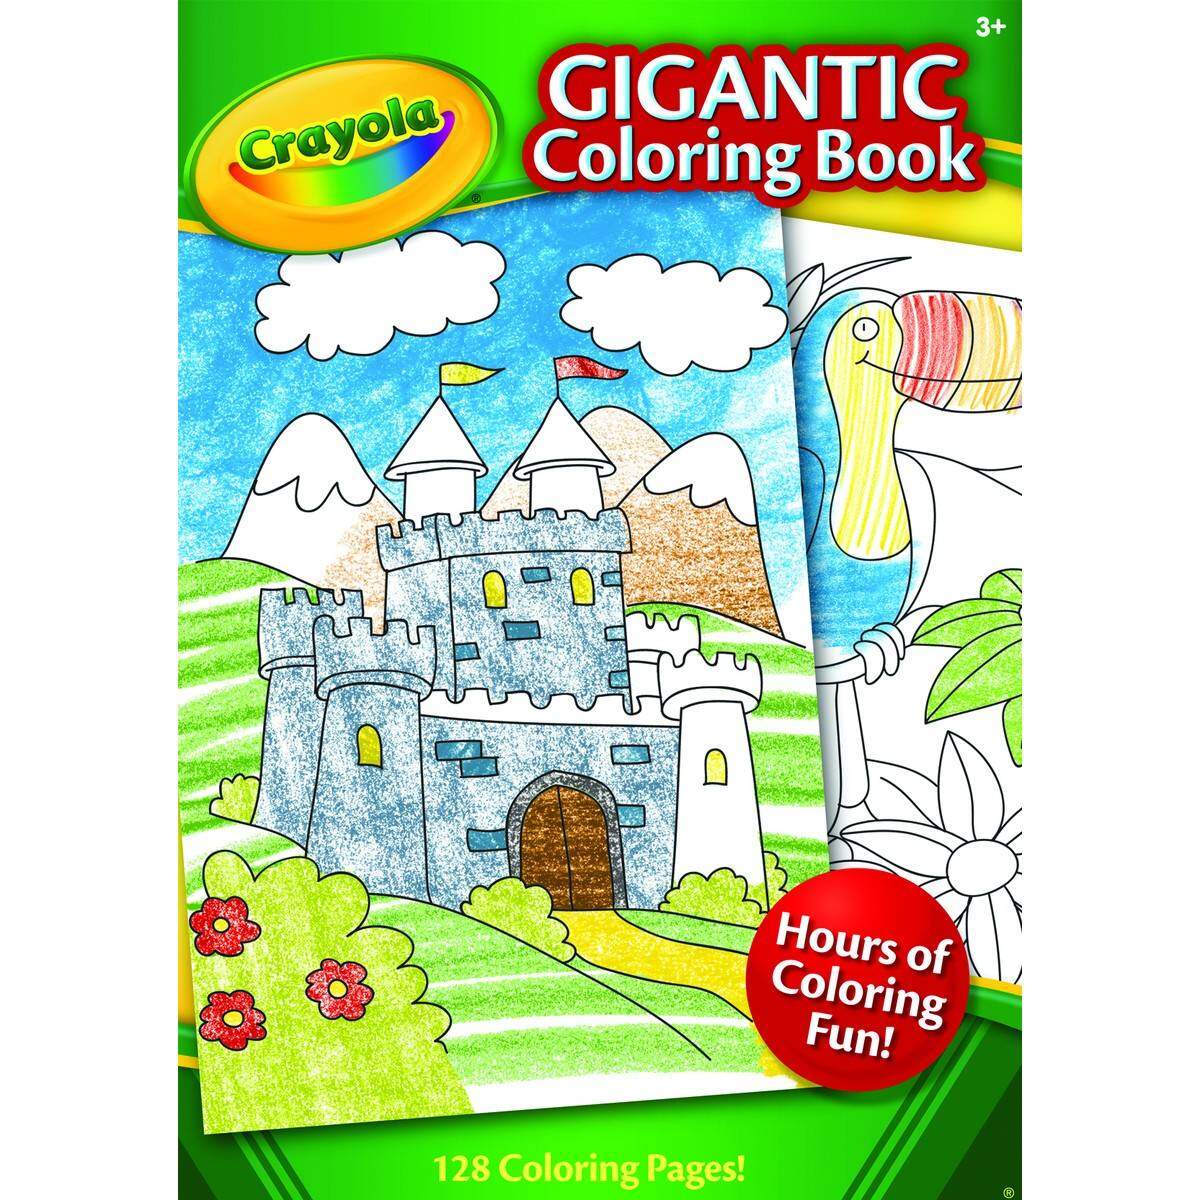 3+
Crayola
®
GIGANTIC
Coloring Book
Hours of
Coloring
Fun!
128 Coloring Pages!
®